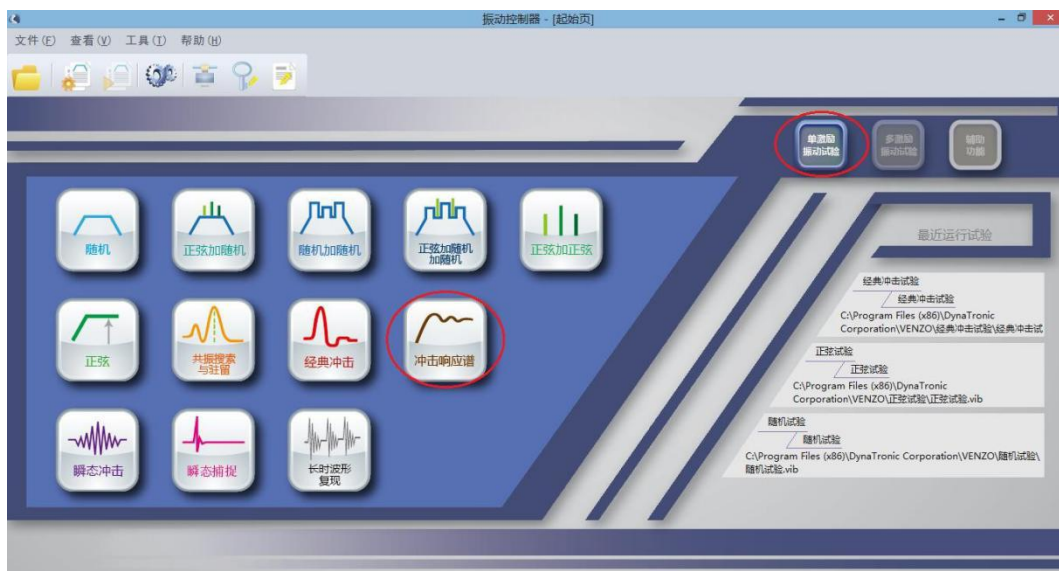 振动控制器 - [起始页]
文件(F) 查看(V) 工具(T) 帮助(H)
单激励
振动试验
多激励
振动试验
辅助
功能
随机
正弦加随机
随机加随机
正弦加随机
加随机
正弦加正弦
正弦
共振搜索
与驻留
经典冲击
冲击响应谱
瞬态冲击
瞬态捕捉
长时波形
复现
最近运行试验
经典冲击试验
经典冲击试验
C:\Program Files (x86)\DynaTronic
Corporation\VENZO\经典冲击试验\经典冲击试
正弦试验
正弦试验
C:\Program Files (x86)\DynaTronic
Corporation\VENZO\正弦试验\正弦试验.vib
随机试验
随机试验
C:\Program Files (x86)\DynaTronic Corporation\VENZO\随机试验\
随机试验.vib